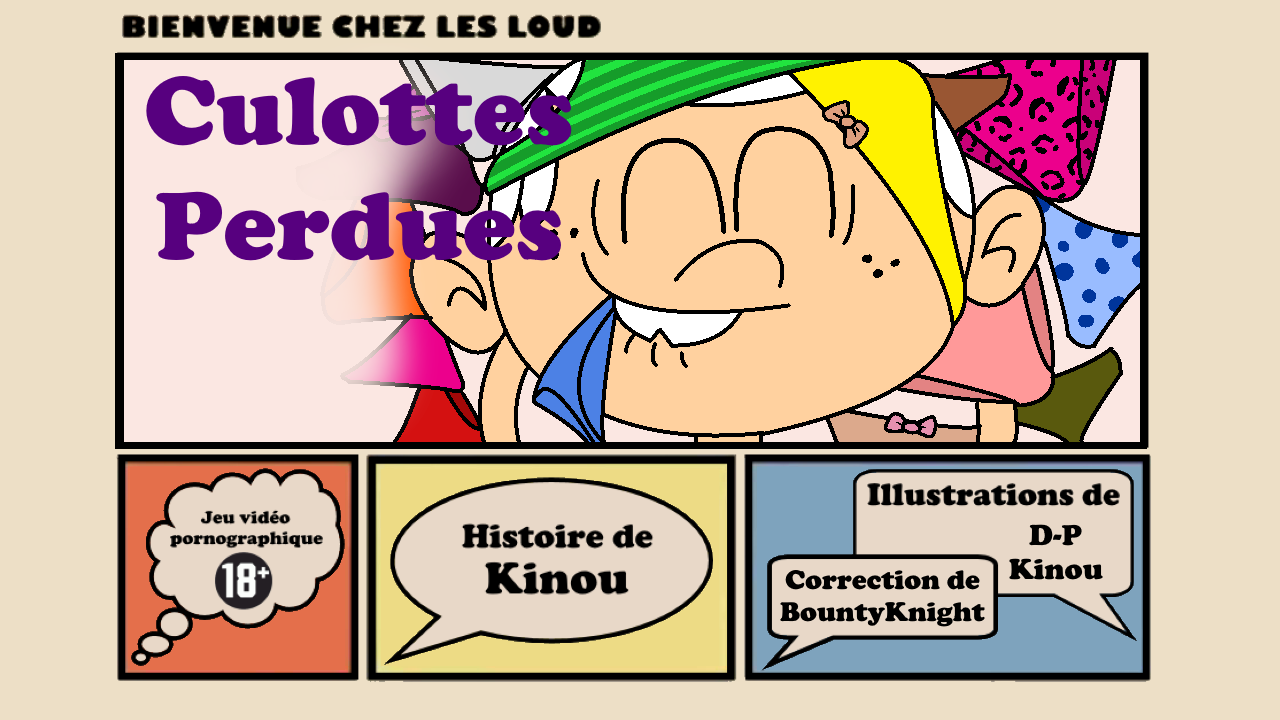 BIENVENUE CHEZ LES LOUD
Culottes
Perdues
Jeu vidéo
pornographique
18+
Histoire de
Kinou
Illustrations de
D-P
Kinou
Correction de
BountyKnight